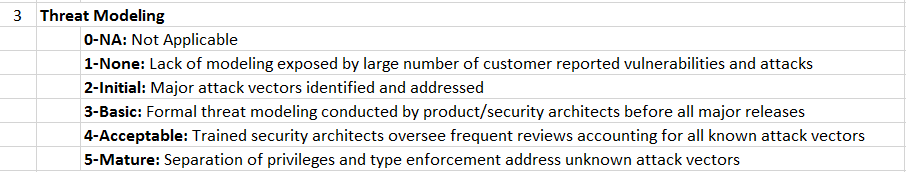 3 Threat Modeling
0-NA: Not Applicable
1-None: Lack of modeling exposed by large number of customer reported vulnerabilities and attacks
2-Initial: Major attack vectors identified and addressed
3-Basic: Formal threat modeling conducted by product/security architects before all major releases
4-Acceptable: Trained security architects oversee frequent reviews accounting for all known attack vectors
5-Mature: Separation of privileges and type enforcement address unknown attack vectors